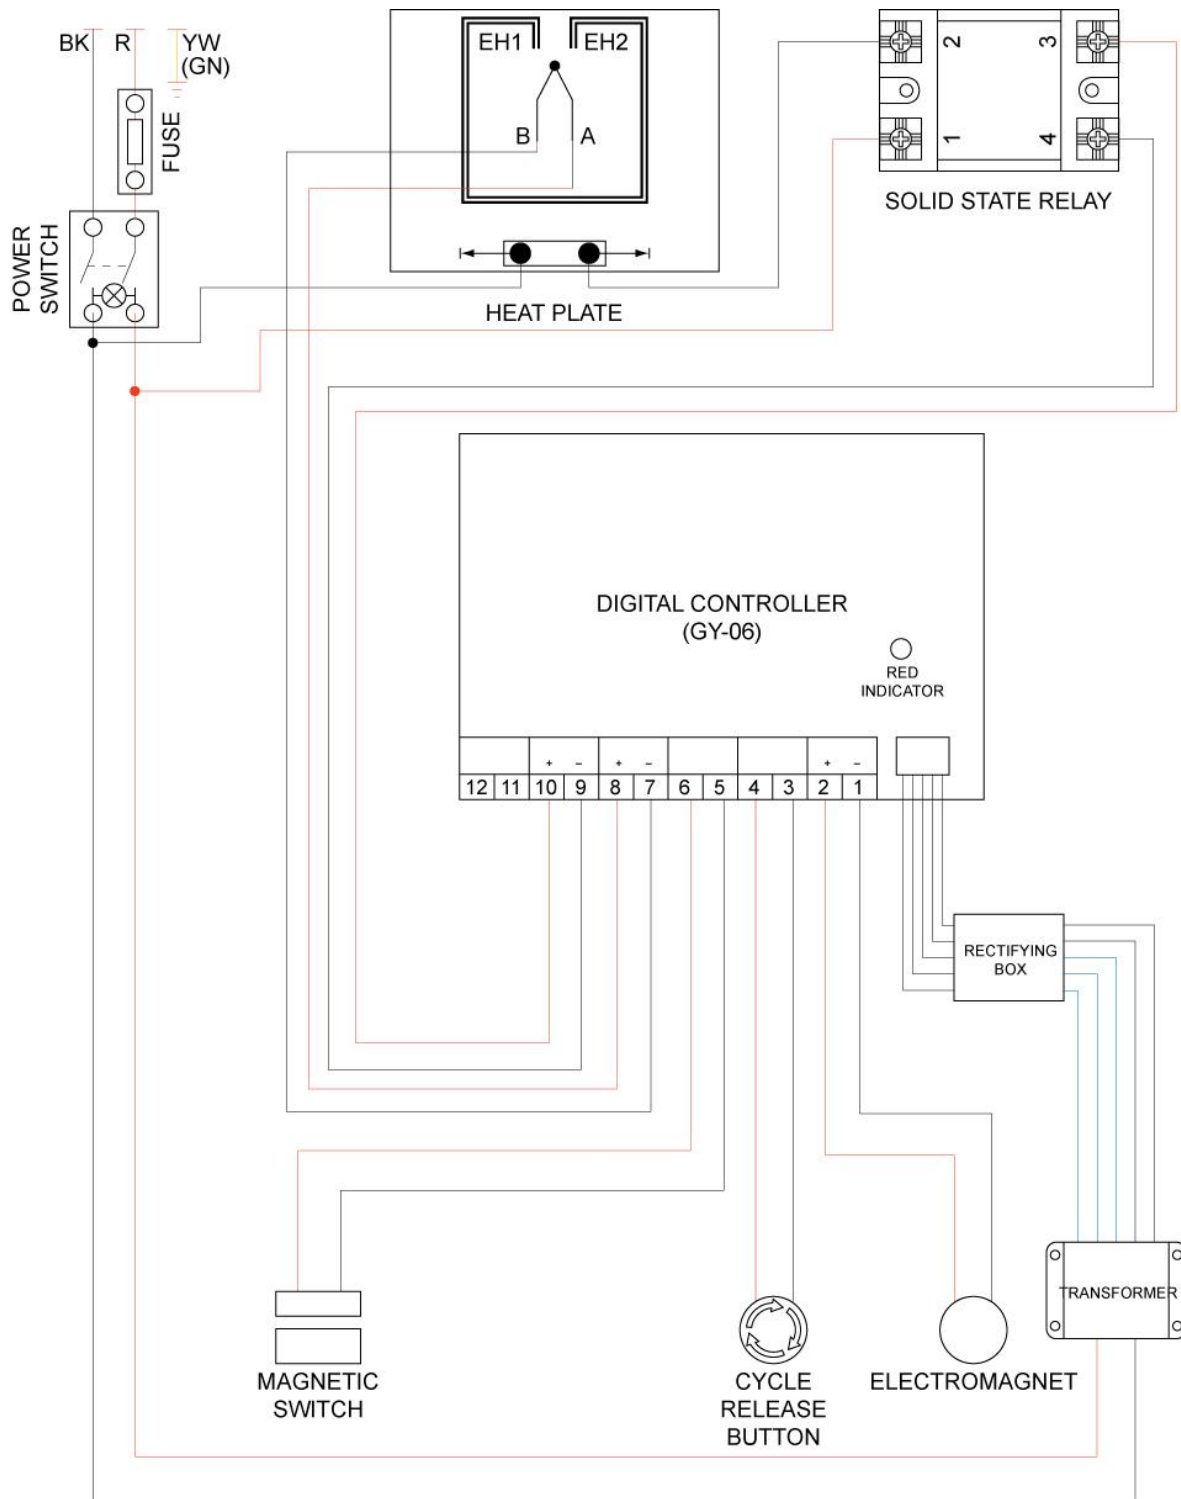 BK R YW
(GN)
FUSE
POWER
SWITCH
EH1 EH2
B A
HEAT PLATE
2 3
1 4
SOLID STATE RELAY
DIGITAL CONTROLLER
(GY-06)
RED
INDICATOR
+ - + - + -
12 11 10 9 8 7 6 5 4 3 2 1
RECTIFYING
BOX
TRANSFORMER
MAGNETIC
SWITCH
CYCLE
RELEASE
BUTTON
ELECTROMAGNET